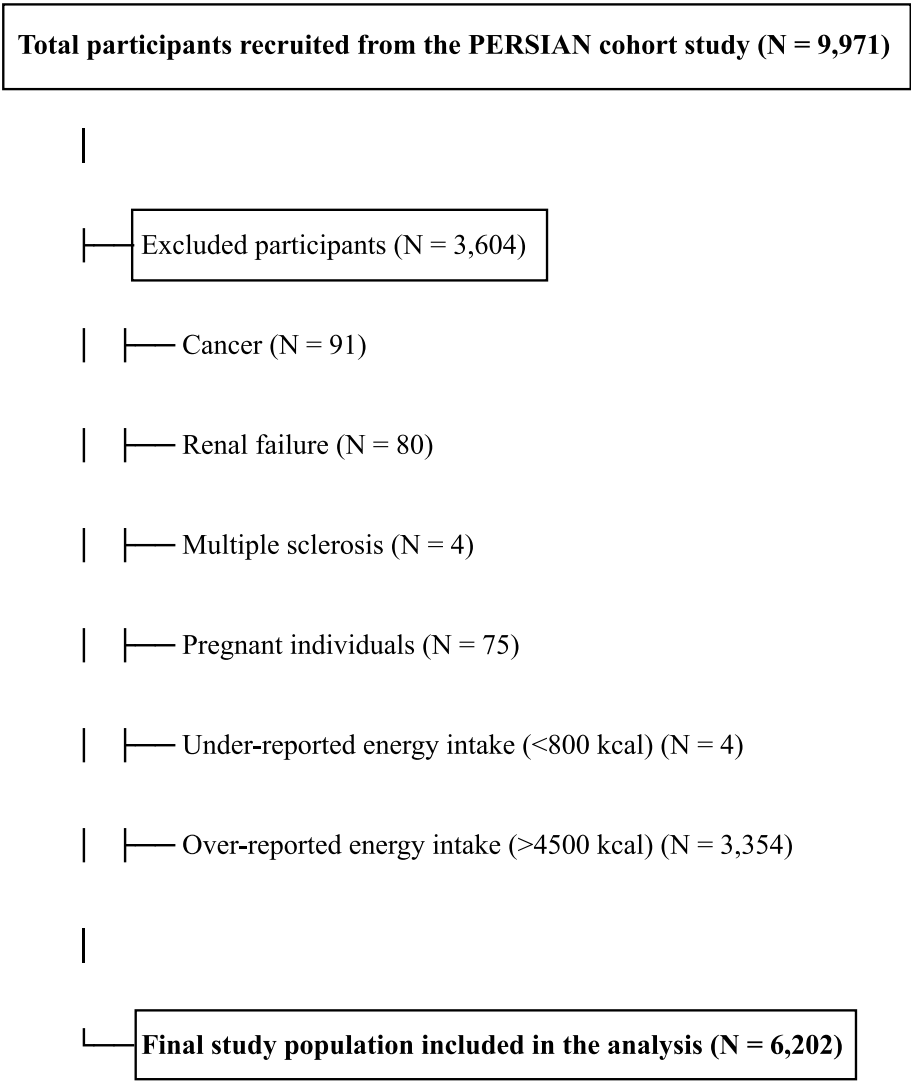 Total participants recruited from the PERSIAN cohort study (N = 9,971)
Excluded participants (N = 3,604)
Cancer (N = 91)
Renal failure (N = 80)
Multiple sclerosis (N = 4)
Pregnant individuals (N = 75)
Under-reported energy intake (<800 kcal) (N = 4)
Over-reported energy intake (>4500 kcal) (N = 3,354)
Final study population included in the analysis (N = 6,202)